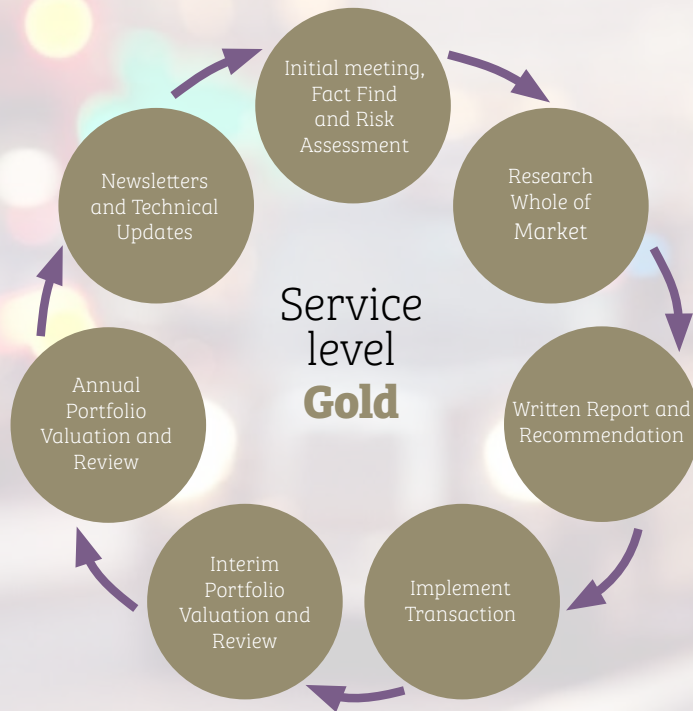 Initial meeting,
Fact Find
and Risk
Assessment
Research
Whole of
Market
Written Report and
Recommendation
Implement
Transaction
Interim
Portfolio
Valuation and
Review
Annual
Portfolio
Valuation and
Review
Newsletters
and Technical
Updates
Service
level
Gold